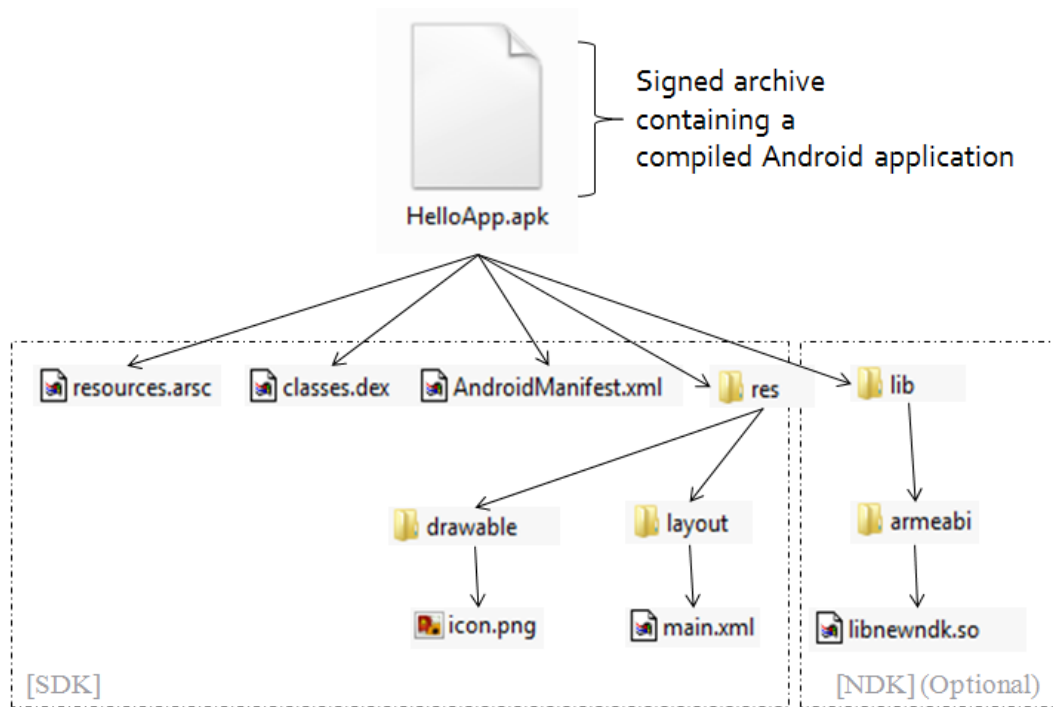 Signed archive
containing a
compiled Android application
HelloApp.apk
resources.arsc
classes.dex
AndroidManifest.xml
res
lib
drawable
layout
armeabi
icon.png
main.xml
libnewndk.so
[SDK]
[NDK] (Optional)